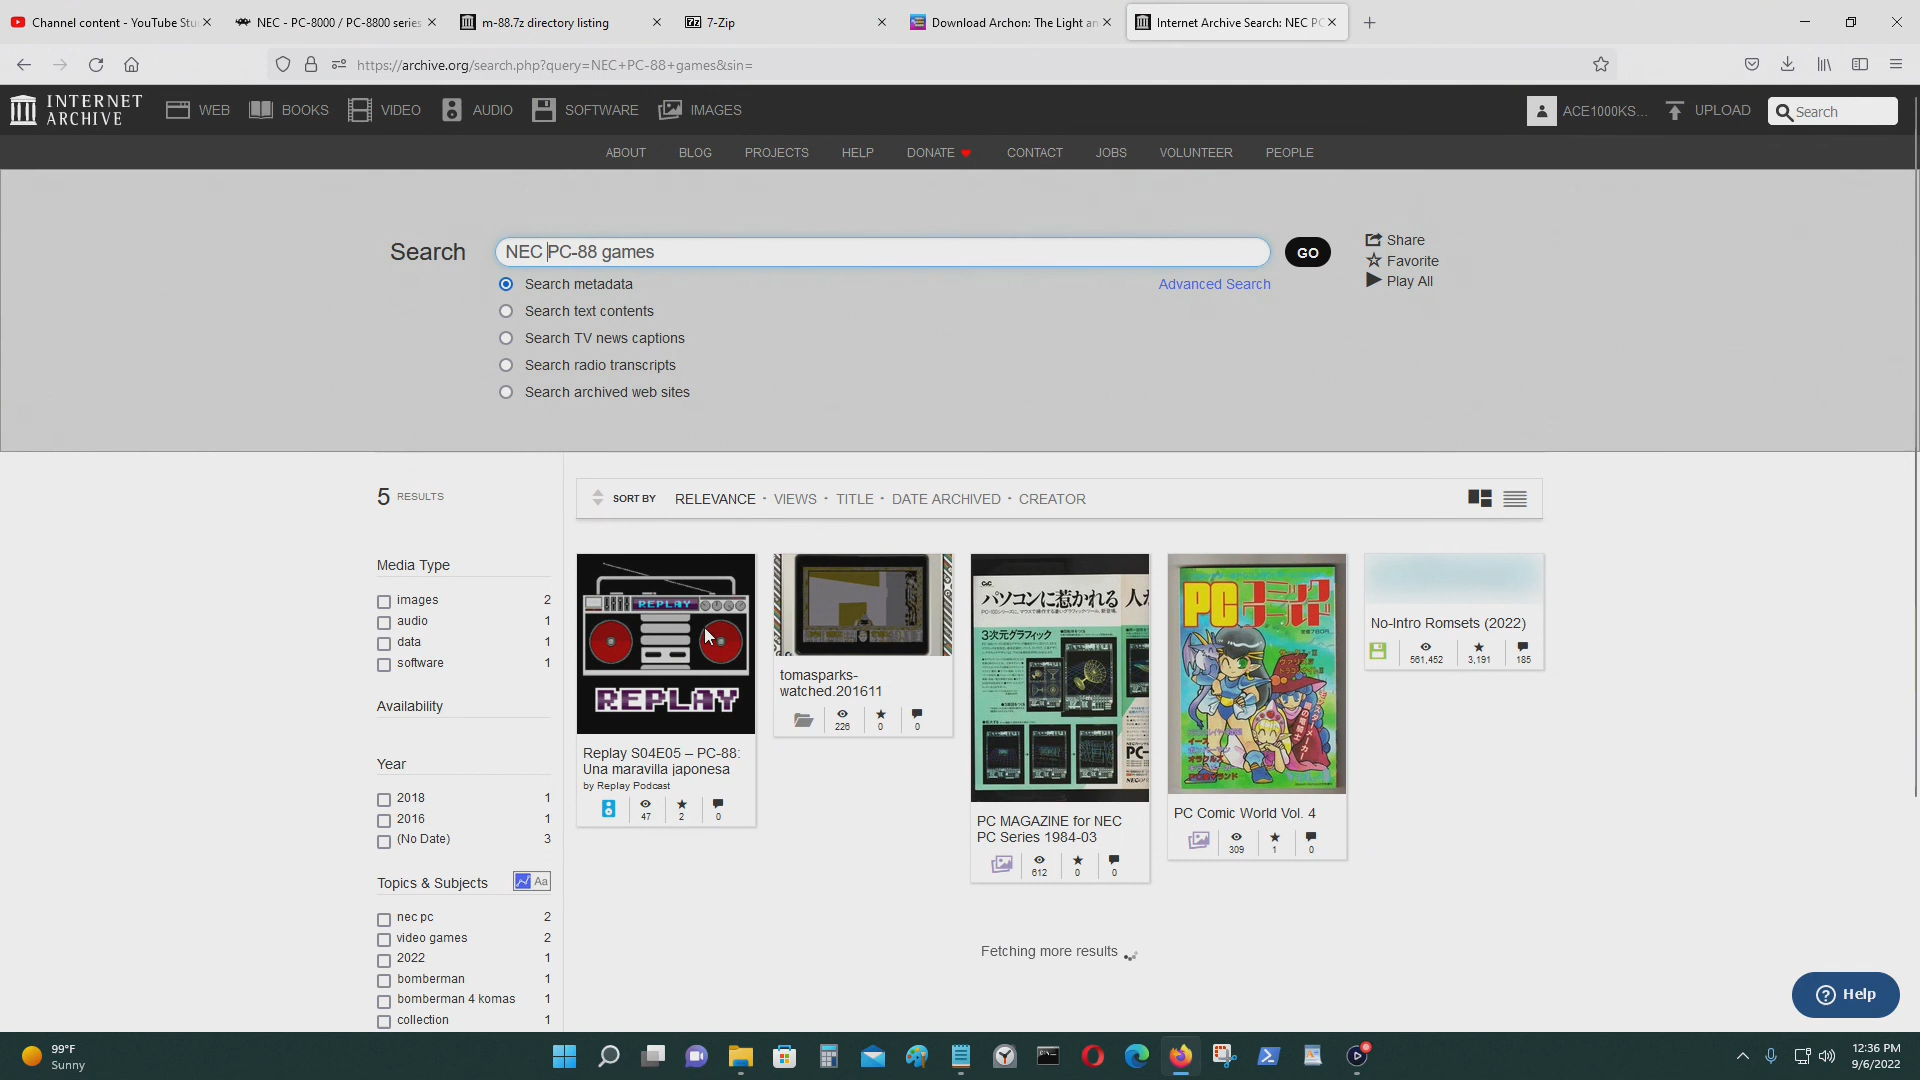 Channel content - YouTube Stu
NEC - PC-8000 / PC-8800 series
m-88.7z directory listing
7-Zip
Download Archon: The Light an
Internet Archive Search: NEC PC
https://archive.org/search.php?query=NEC+PC-88+games&sin=
INTERNET
ARCHIVE
WEB
BOOKS
VIDEO
AUDIO
SOFTWARE
IMAGES
ACE1000KS...
UPLOAD
Search
ABOUT
BLOG
PROJECTS
HELP
DONATE
CONTACT
JOBS
VOLUNTEER
PEOPLE
Search
NEC PC-88 games
GO
Share
Favorite
Play All
Search metadata
Advanced Search
Search text contents
Search TV news captions
Search radio transcripts
Search archived web sites
5 RESULTS
SORT BY
RELEVANCE · VIEWS · TITLE · DATE ARCHIVED · CREATOR
Media Type
images 2
audio 1
data 1
software 1
Availability
Year
2018 1
2016 1
(No Date) 3
Topics & Subjects
Aa
nec pc 2
video games 2
2022 1
bomberman 1
bomberman 4 komas 1
collection 1
REPLAY
REPLAY
Replay S04E05 – PC-88:
Una maravilla japonesa
by Replay Podcast
47
2
0
tomasparks-
watched.201611
226
0
0
パソコンに惹かれる 人
3次元グラフィック
PC-
PC MAGAZINE for NEC
PC Series 1984-03
612
0
0
PC
PC Comic World Vol. 4
309
1
0
No-Intro Romsets (2022)
561,452
3,191
185
Fetching more results
Help
99°F
Sunny
12:36 PM
9/6/2022